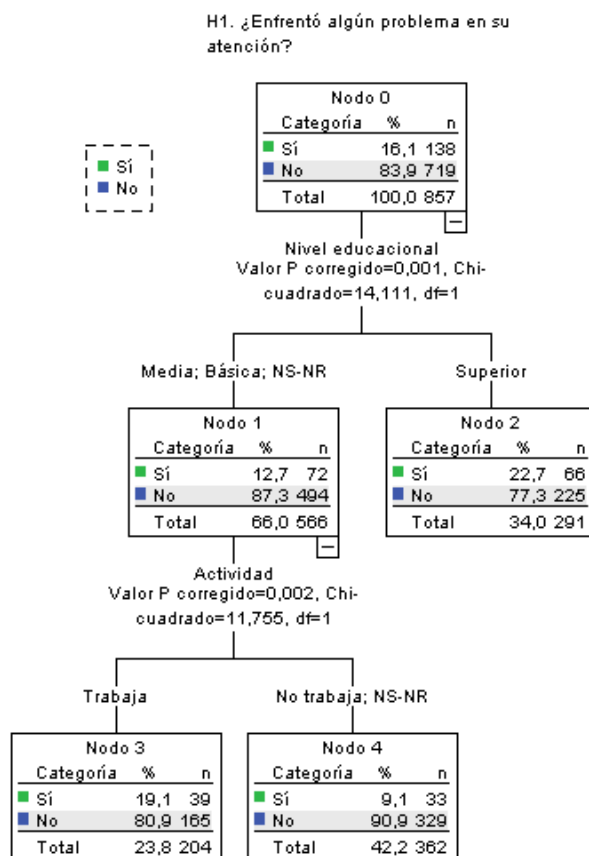 H1. ¿Enfrentó algún problema en su
atención?
Sí
No
Nodo 0
Categoría % n
Sí 16,1 138
No 83,9 719
Total 100,0 857
Nivel educacional
Valor P corregido=0,001, Chi-
cuadrado=14,111, df=1
Media; Básica; NS-NR
Superior
Nodo 1
Categoría % n
Sí 12,7 72
No 87,3 494
Total 66,0 566
Nodo 2
Categoría % n
Sí 22,7 66
No 77,3 225
Total 34,0 291
Actividad
Valor P corregido=0,002, Chi-
cuadrado=11,755, df=1
Trabaja
No trabaja; NS-NR
Nodo 3
Categoría % n
Sí 19,1 39
No 80,9 165
Total 23,8 204
Nodo 4
Categoría % n
Sí 9,1 33
No 90,9 329
Total 42,2 362